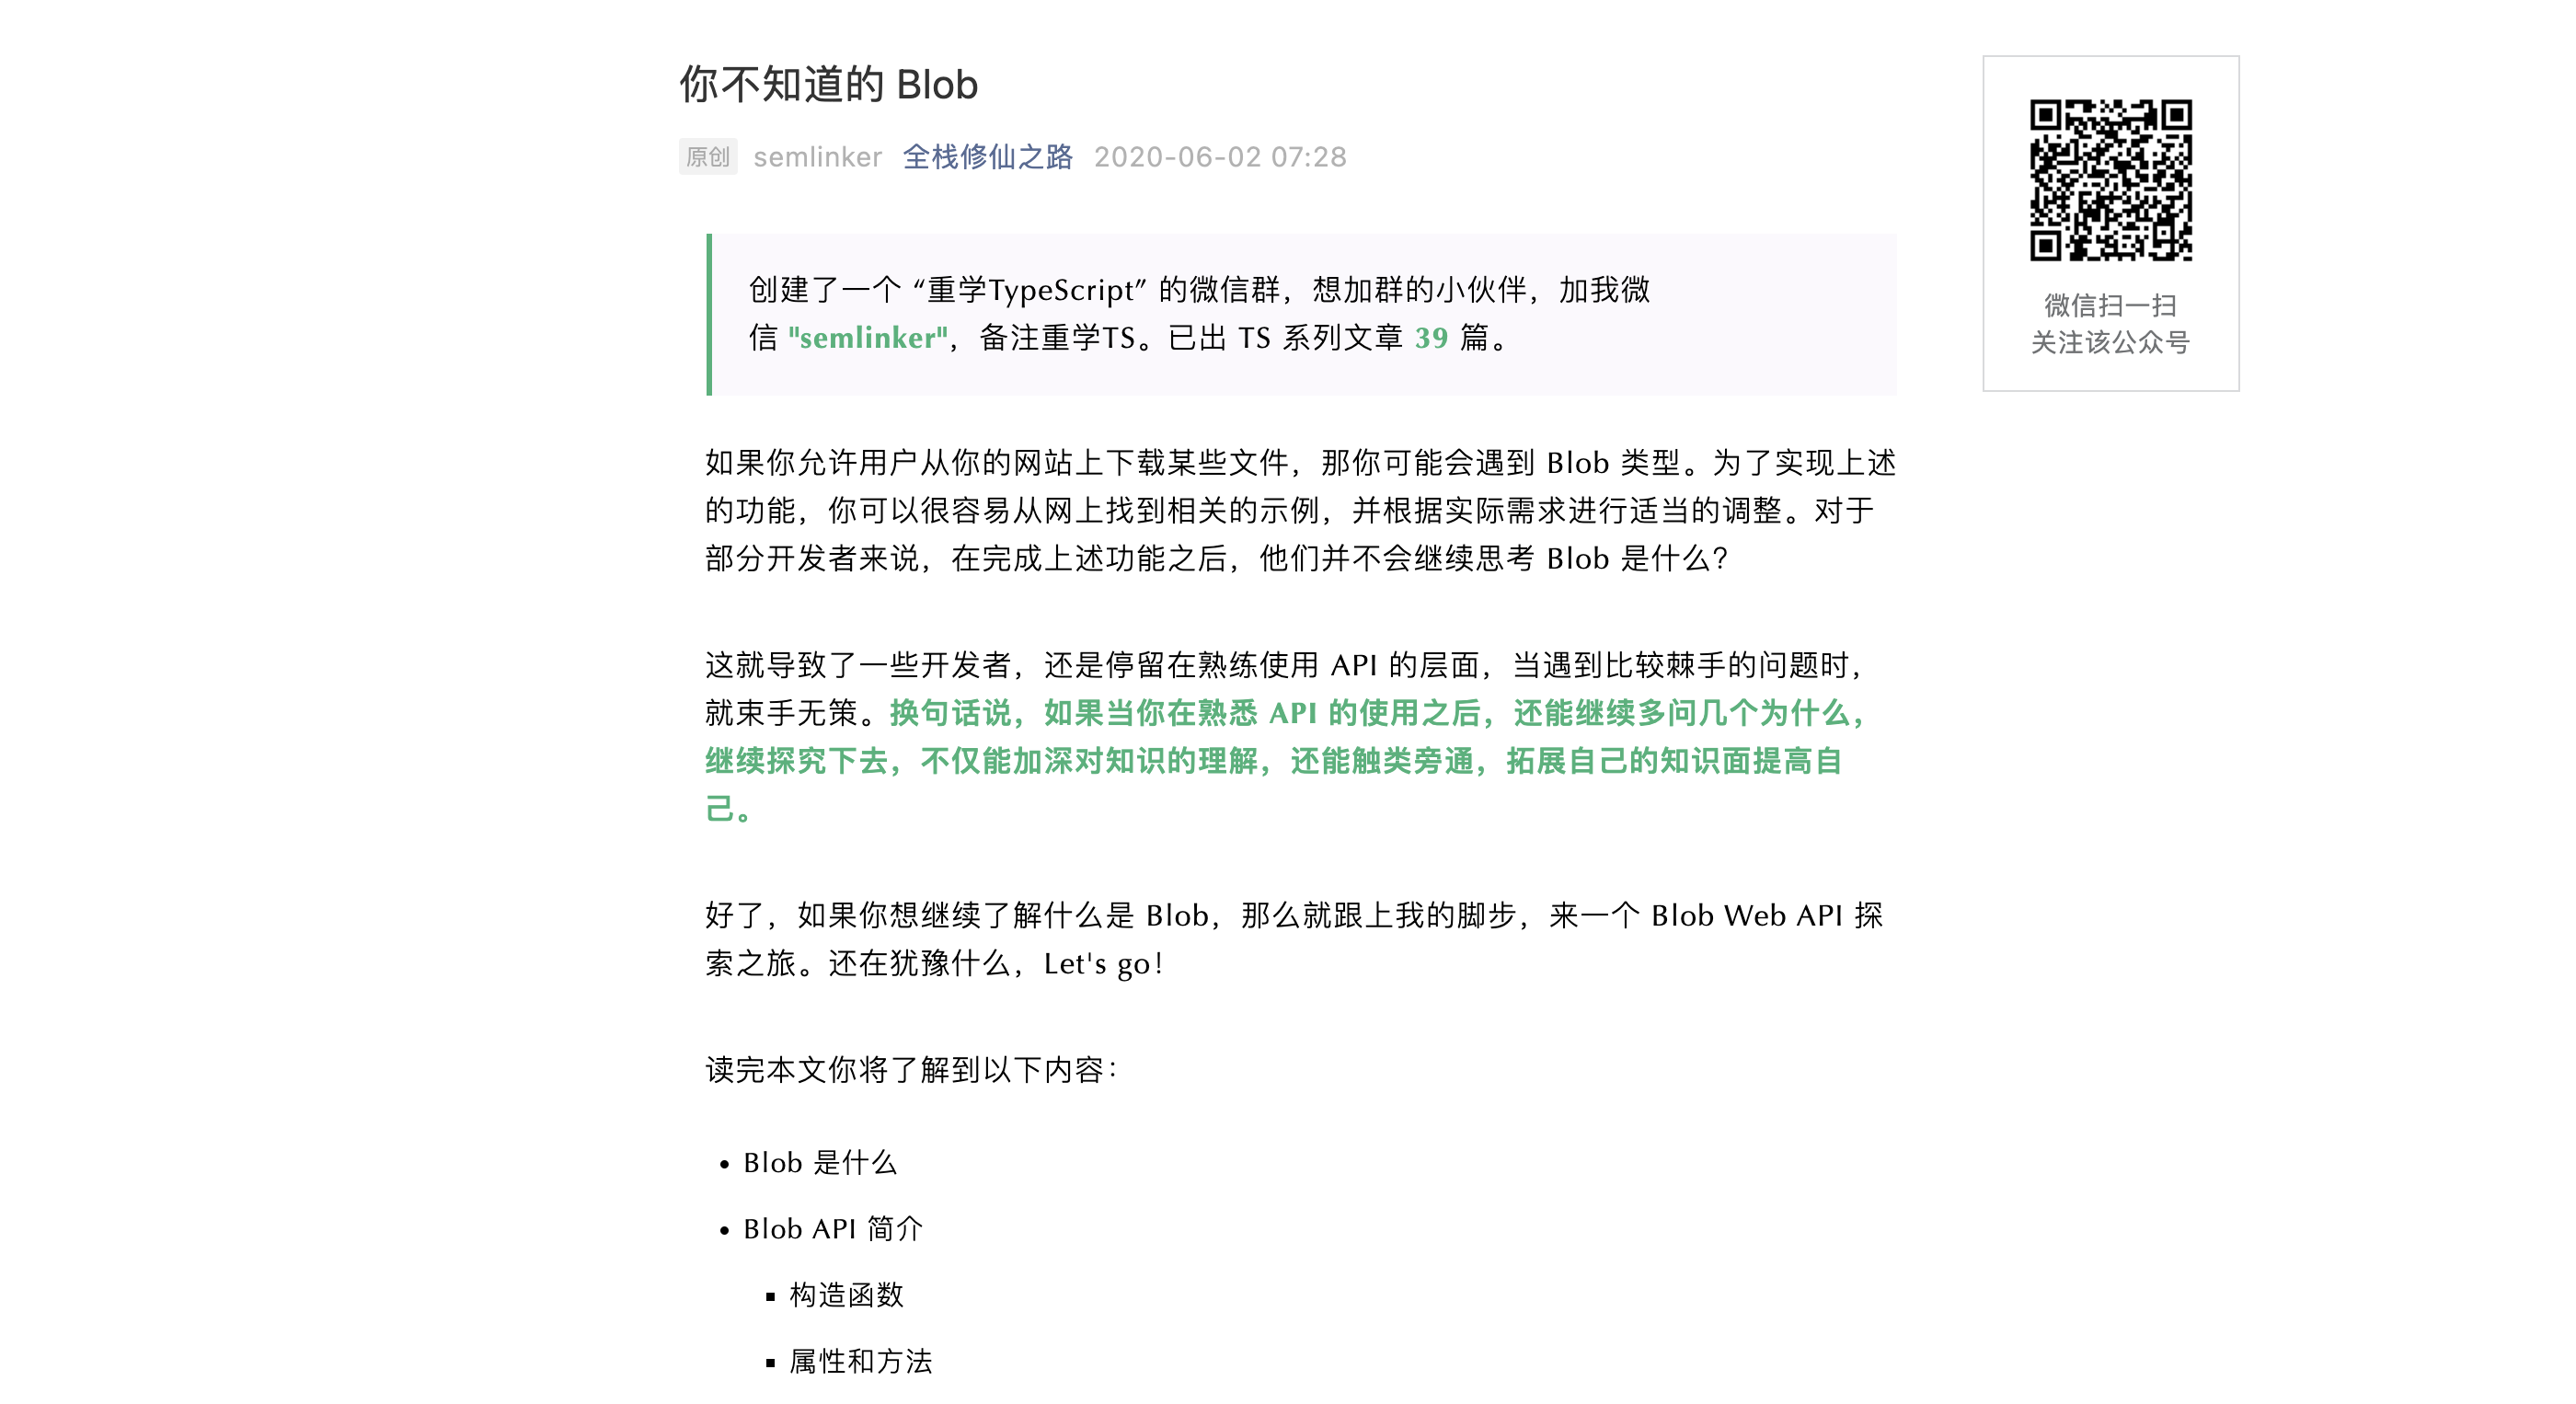 你不知道的 Blob
原创 semlinker 全栈修仙之路 2020-06-02 07:28
创建了一个 “重学TypeScript” 的微信群，想加群的小伙伴，加我微
信 "semlinker"，备注重学TS。已出 TS 系列文章 39 篇。
如果你允许用户从你的网站上下载某些文件，那你可能会遇到 Blob 类型。为了实现上述
的功能，你可以很容易从网上找到相关的示例，并根据实际需求进行适当的调整。对于
部分开发者来说，在完成上述功能之后，他们并不会继续思考 Blob 是什么？
这就导致了一些开发者，还是停留在熟练使用 API 的层面，当遇到比较棘手的问题时，
就束手无策。换句话说，如果当你在熟悉 API 的使用之后，还能继续多问几个为什么，
继续探究下去，不仅能加深对知识的理解，还能触类旁通，拓展自己的知识面提高自
己。
好了，如果你想继续了解什么是 Blob，那么就跟上我的脚步，来一个 Blob Web API 探
索之旅。还在犹豫什么，Let's go！
读完本文你将了解到以下内容：
• Blob 是什么
• Blob API 简介
▪ 构造函数
▪ 属性和方法
微信扫一扫
关注该公众号